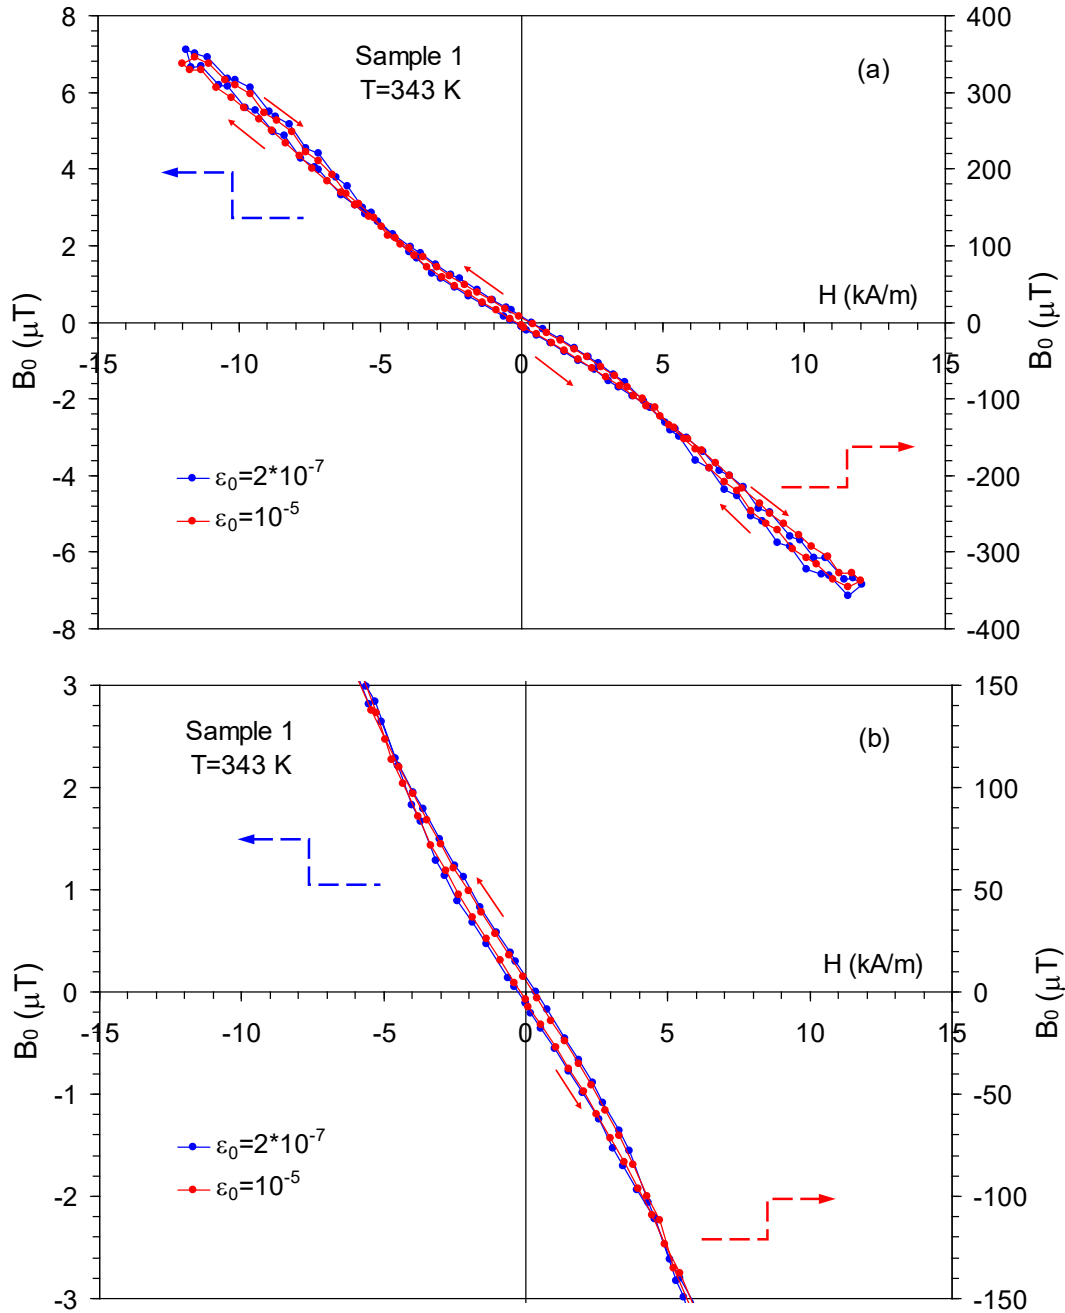 8
400
Sample 1
T=343 K
(a)
6
300
4
200
2
100
H (kA/m)
B₀ (μT)
0
0
B₀ (μT)
-15
-10
-5
0
5
10
15
-2
-100
-4
-200
ε₀=2*10⁻⁷
ε₀=10⁻⁵
-6
-300
-8
-400
3
150
Sample 1
T=343 K
(b)
2
100
1
50
H (kA/m)
B₀ (μT)
0
0
B₀ (μT)
-15
-10
-5
0
5
10
15
-1
-50
ε₀=2*10⁻⁷
ε₀=10⁻⁵
-2
-100
-3
-150